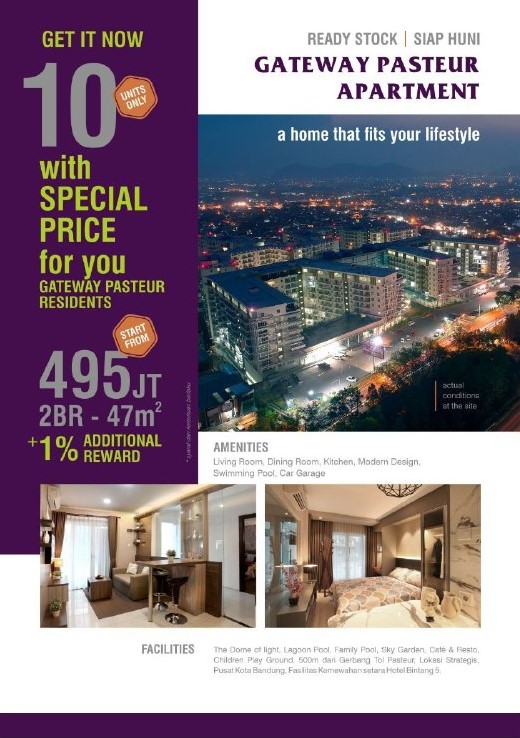 GET IT NOW
10
UNITS
ONLY
with
SPECIAL
PRICE
for you
GATEWAY PASTEUR
RESIDENTS
START
FROM
495JT
2BR - 47m²
+1% ADDITIONAL
REWARD
READY STOCK | SIAP HUNI
GATEWAY PASTEUR
APARTMENT
a home that fits your lifestyle
actual
conditions
at the site
AMENITIES
Living Room, Dining Room, Kitchen, Modern Design,
Swimming Pool, Car Garage
FACILITIES
The Dome of light, Lagoon Pool, Family Pool, Sky Garden, Café & Resto,
Children Play Ground, 500m dari Gerbang Tol Pasteur, Lokasi Strategis,
Pusat Kota Bandung, Fasilitas Kemewahan setara Hotel Bintang 5.